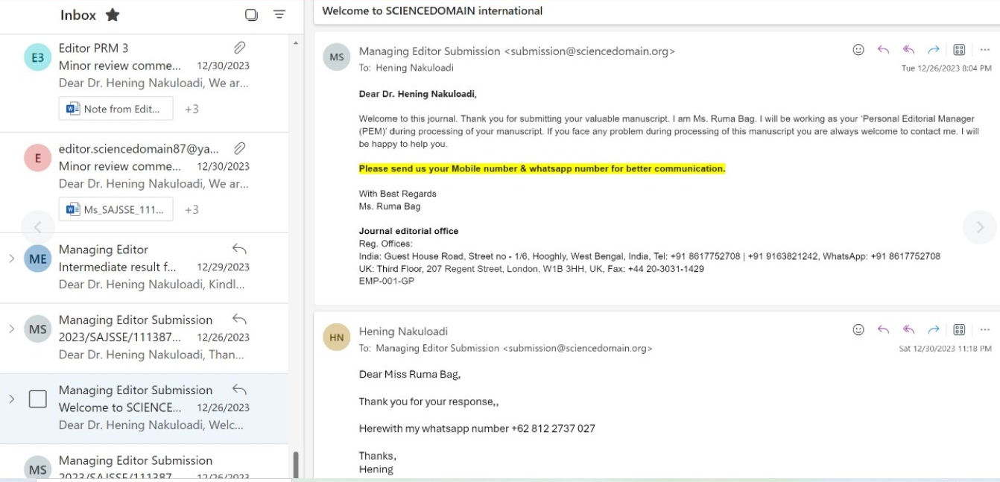 Inbox
Editor PRM 3
Minor review comme... 12/30/2023
Dear Dr. Hening Nakuloadi, We ar...
Note from Edit... +3
E3
editor.sciencedomain87@ya...
Minor review comme... 12/30/2023
Dear Dr. Hening Nakuloadi, We ar...
Ms_SAJSSE_111... +3
E
Managing Editor
Intermediate result f... 12/29/2023
Dear Dr. Hening Nakuloadi, Kindl...
ME
Managing Editor Submission
2023/SAJSSE/111387... 12/26/2023
Dear Dr. Hening Nakuloadi, Than...
MS
Managing Editor Submission
Welcome to SCIENCE... 12/26/2023
Dear Dr. Hening Nakuloadi, Welc...
Managing Editor Submission
2023/SAJSSE/111387... 12/26/2023
MS
Welcome to SCIENCEDOMAIN international
MS
Managing Editor Submission <submission@sciencedomain.org>
To: Hening Nakuloadi
Tue 12/26/2023 8:04 PM
Dear Dr. Hening Nakuloadi,
Welcome to this journal. Thank you for submitting your valuable manuscript. I am Ms. Ruma Bag. I will be working as your ‘Personal Editorial Manager
(PEM)’ during processing of your manuscript. If you face any problem during processing of this manuscript you are always welcome to contact me. I will
be happy to help you.
Please send us your Mobile number & whatsapp number for better communication.
With Best Regards
Ms. Ruma Bag
Journal editorial office
Reg. Offices:
India: Guest House Road, Street no - 1/6, Hooghly, West Bengal, India, Tel: +91 8617752708 | +91 9163821242, WhatsApp: +91 8617752708
UK: Third Floor, 207 Regent Street, London, W1B 3HH, UK, Fax: +44 20-3031-1429
EMP-001-GP
HN
Hening Nakuloadi
To: Managing Editor Submission <submission@sciencedomain.org>
Sat 12/30/2023 11:18 PM
Dear Miss Ruma Bag,
Thank you for your response,,
Herewith my whatsapp number +62 812 2737 027
Thanks,
Hening